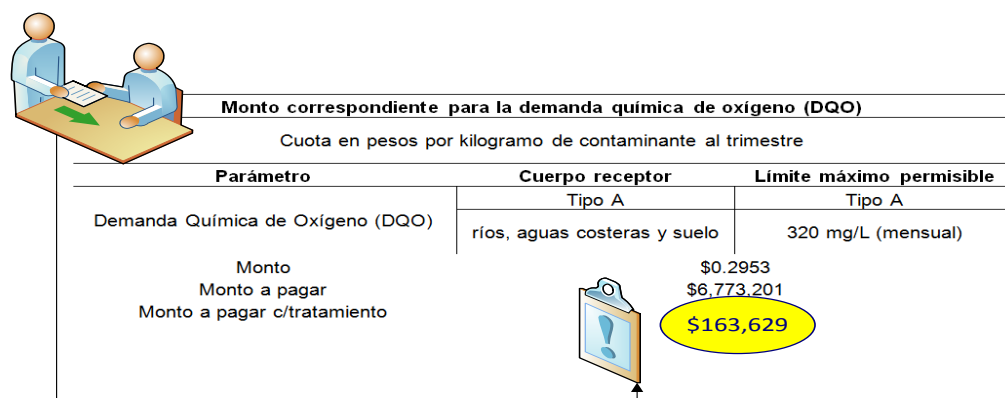 Monto correspondiente para la demanda química de oxígeno (DQO)
Cuota en pesos por kilogramo de contaminante al trimestre
Parámetro Cuerpo receptor Límite máximo permisible
Tipo A Tipo A
Demanda Química de Oxígeno (DQO)
ríos, aguas costeras y suelo 320 mg/L (mensual)
Monto $0.2953
Monto a pagar $6,773,201
Monto a pagar c/tratamiento $163,629